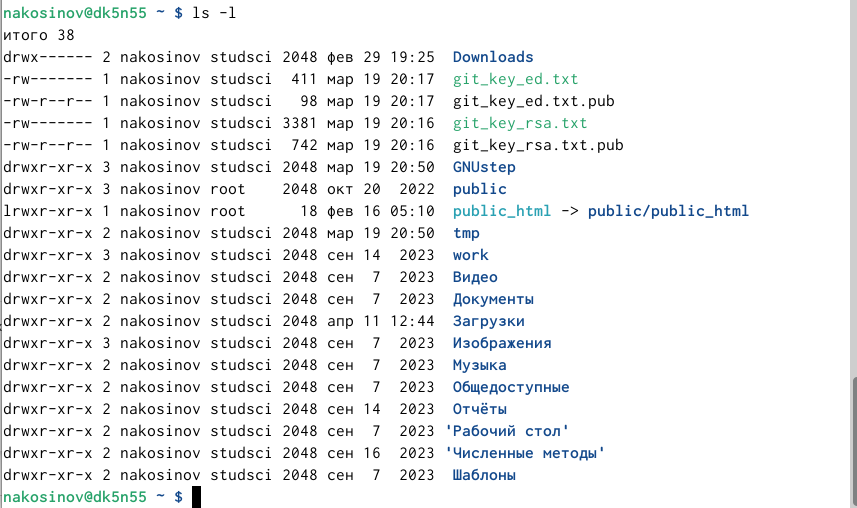 nakosinov@dk5n55 ~ $ ls -l
итого 38
drwx------ 2 nakosinov studsci 2048 фев 29 19:25  Downloads
-rw------- 1 nakosinov studsci  411 мар 19 20:17  git_key_ed.txt
-rw-r--r-- 1 nakosinov studsci   98 мар 19 20:17  git_key_ed.txt.pub
-rw------- 1 nakosinov studsci 3381 мар 19 20:16  git_key_rsa.txt
-rw-r--r-- 1 nakosinov studsci  742 мар 19 20:16  git_key_rsa.txt.pub
drwxr-xr-x 3 nakosinov studsci 2048 мар 19 20:50  GNUstep
drwxr-xr-x 3 nakosinov root    2048 окт 20  2022  public
lrwxr-xr-x 1 nakosinov root      18 фев 16 05:10  public_html -> public/public_html
drwxr-xr-x 2 nakosinov studsci 2048 мар 19 20:50  tmp
drwxr-xr-x 3 nakosinov studsci 2048 сен 14  2023  work
drwxr-xr-x 2 nakosinov studsci 2048 сен  7  2023  Видео
drwxr-xr-x 2 nakosinov studsci 2048 сен  7  2023  Документы
drwxr-xr-x 2 nakosinov studsci 2048 апр 11 12:44  Загрузки
drwxr-xr-x 3 nakosinov studsci 2048 сен  7  2023  Изображения
drwxr-xr-x 2 nakosinov studsci 2048 сен  7  2023  Музыка
drwxr-xr-x 2 nakosinov studsci 2048 сен  7  2023  Общедоступные
drwxr-xr-x 2 nakosinov studsci 2048 сен 14  2023  Отчёты
drwxr-xr-x 2 nakosinov studsci 2048 сен  7  2023 'Рабочий стол'
drwxr-xr-x 2 nakosinov studsci 2048 сен 16  2023 'Численные методы'
drwxr-xr-x 2 nakosinov studsci 2048 сен  7  2023  Шаблоны
nakosinov@dk5n55 ~ $